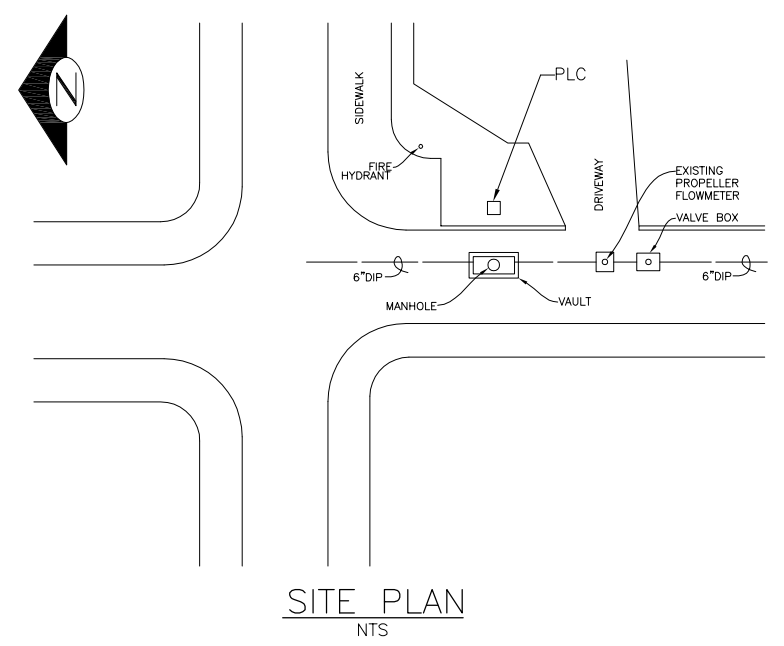 N
PLC
SIDEWALK
FIRE
HYDRANT
DRIVEWAY
EXISTING
PROPELLER
FLOWMETER
VALVE BOX
6"DIP
6"DIP
MANHOLE
VAULT
SITE PLAN
NTS